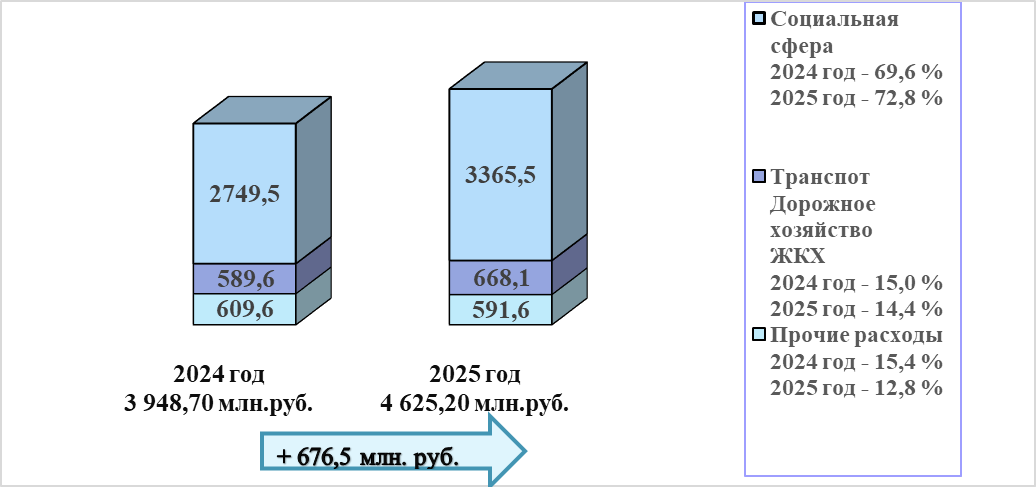 2749,5
589,6
609,6
3365,5
668,1
591,6
2024 год
3 948,70 млн.руб.
2025 год
4 625,20 млн.руб.
+ 676,5 млн. руб.
Социальная
сфера
2024 год - 69,6 %
2025 год - 72,8 %
Транспот
Дорожное
хозяйство
ЖКХ
2024 год - 15,0 %
2025 год - 14,4 %
Прочие расходы
2024 год - 15,4 %
2025 год - 12,8 %